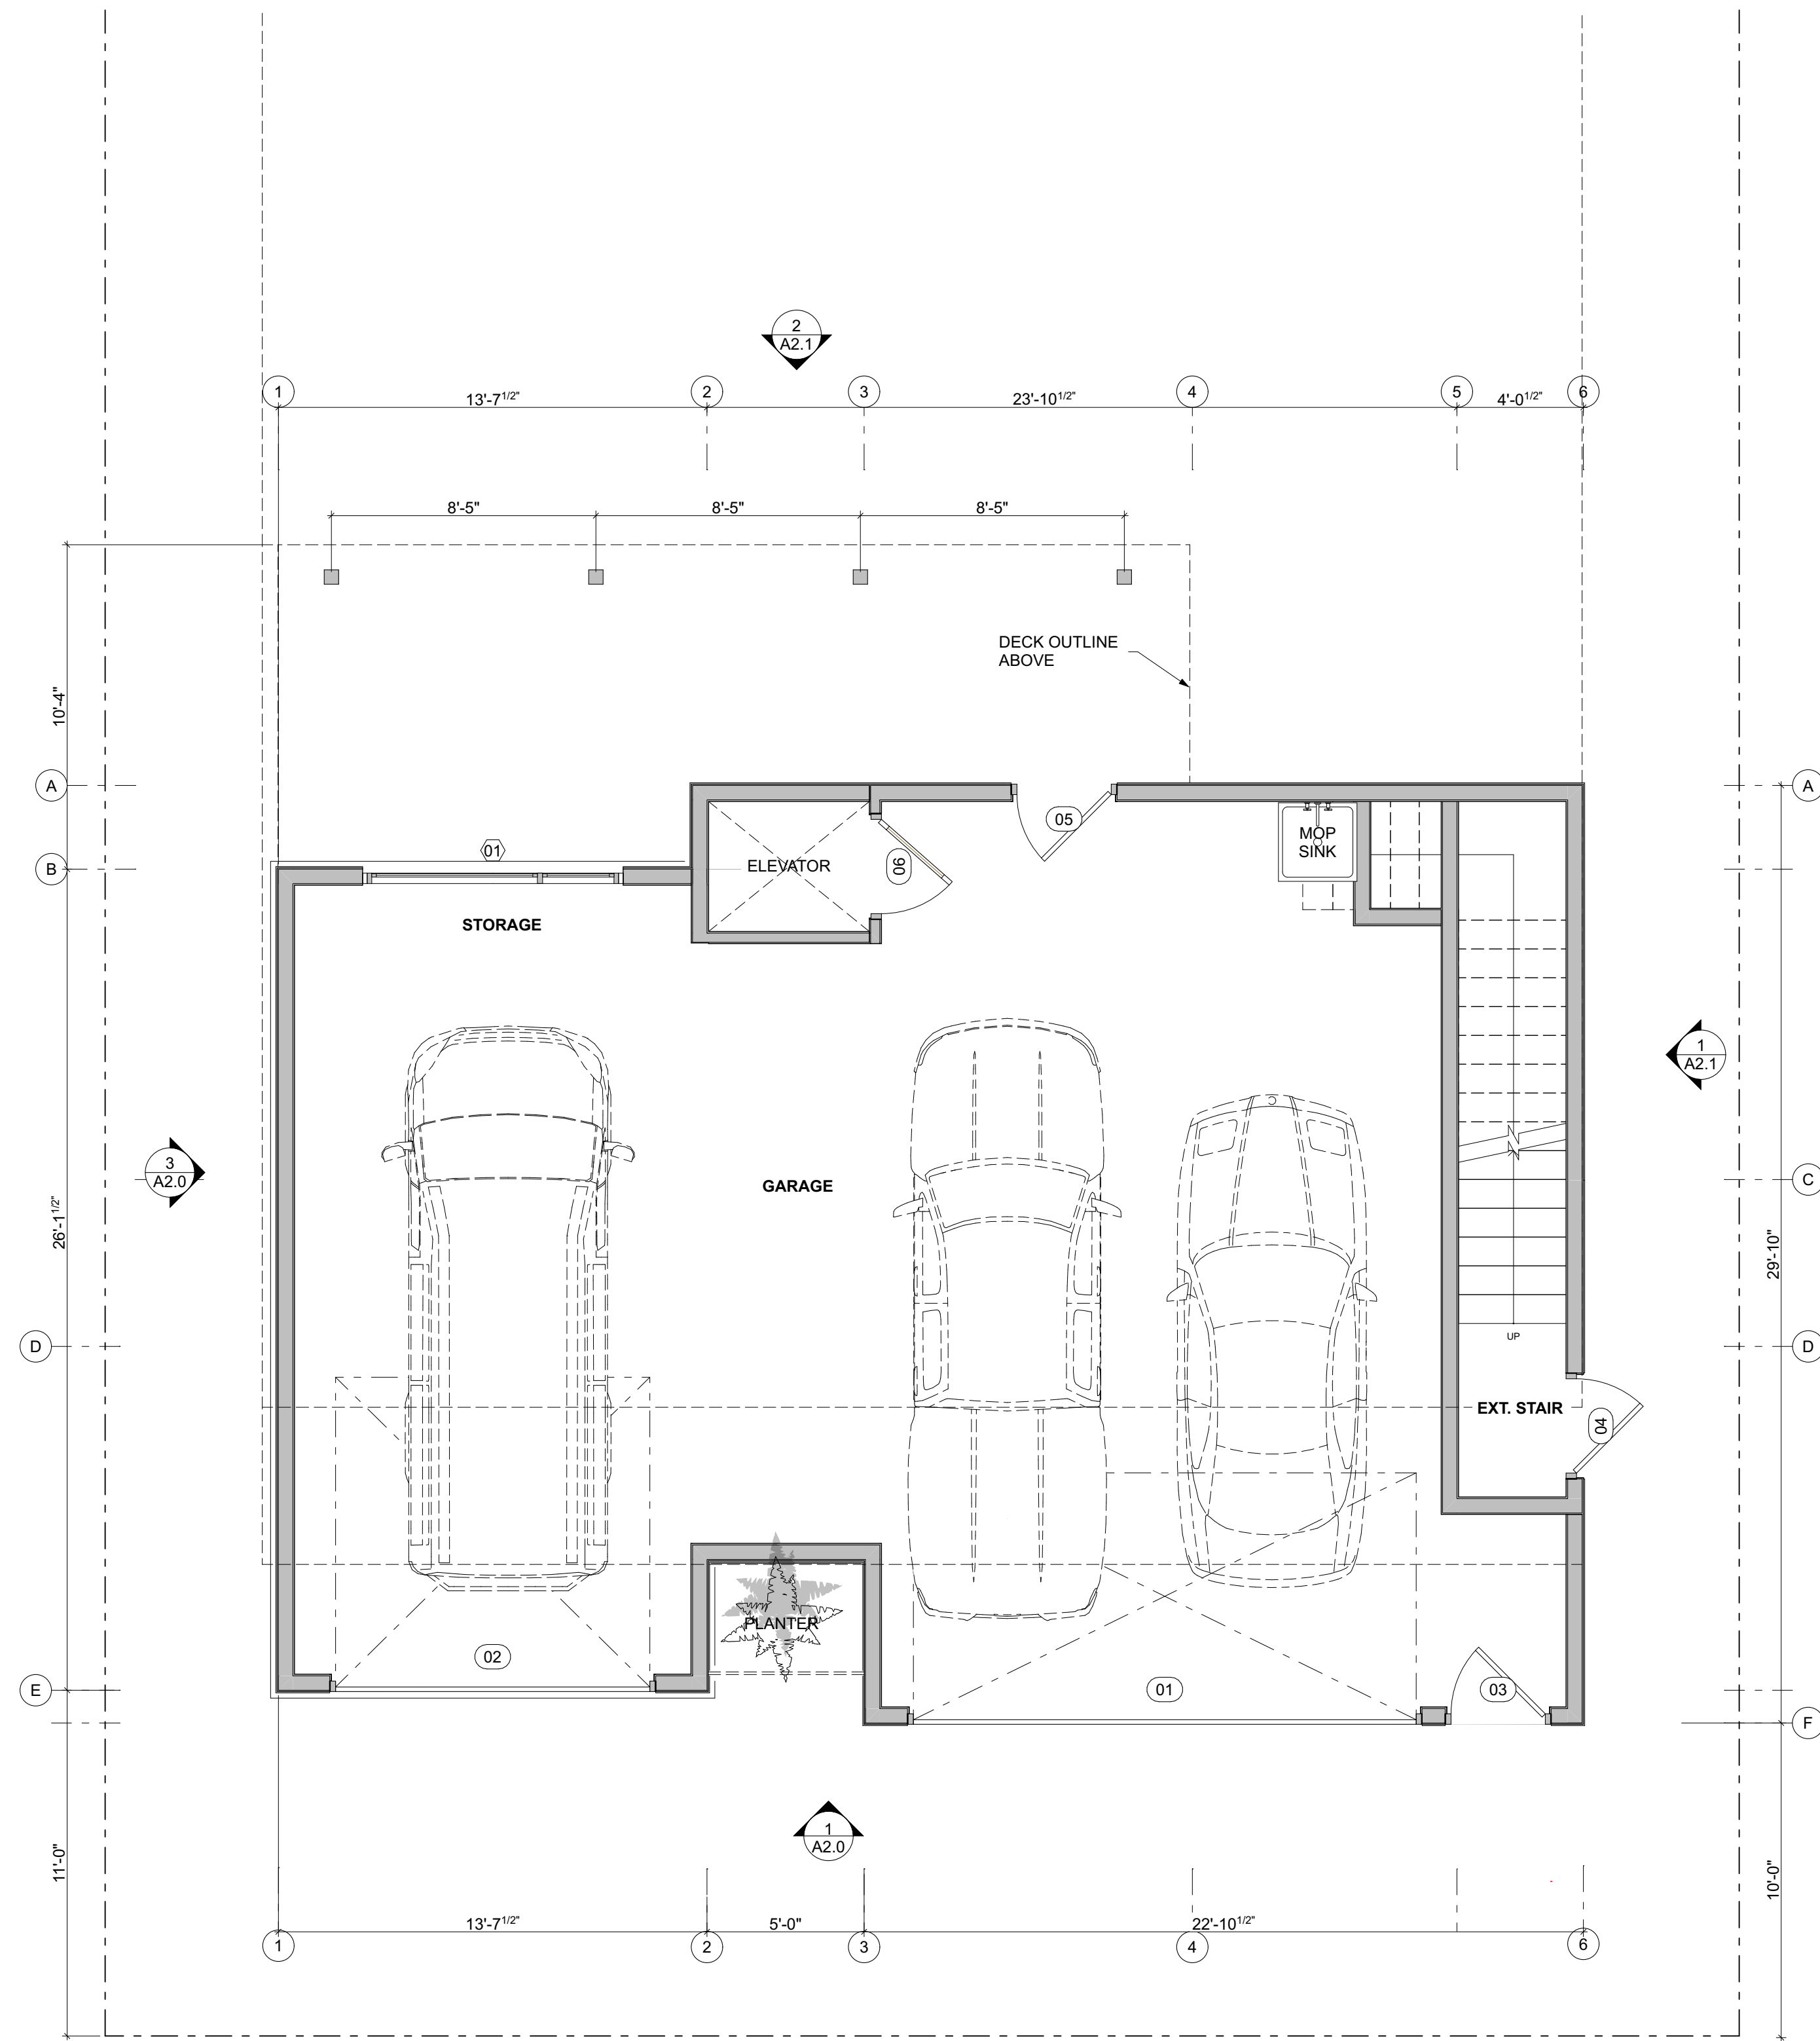 2
A2.1
1
2
3
4
5
6
13'-7 1/2"
23'-10 1/2"
4'-0 1/2"
8'-5"
8'-5"
8'-5"
DECK OUTLINE
ABOVE
10'-4"
A
A
05
MOP
SINK
01
B
ELEVATOR
06
STORAGE
1
A2.1
3
A2.0
GARAGE
C
26'-1 1/2"
29'-10"
UP
D
D
EXT. STAIR
04
PLANTER
02
E
01
03
F
1
A2.0
11'-0"
10'-0"
13'-7 1/2"
5'-0"
22'-10 1/2"
1
2
3
4
6